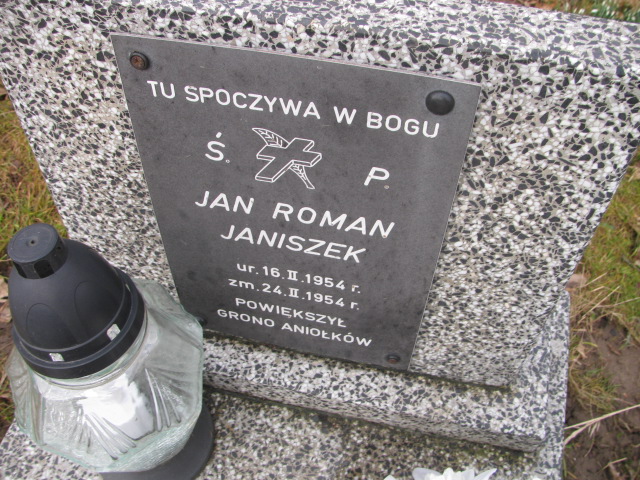 TU SPOCZYWA W BOGU
Ś. P.
JAN ROMAN
JANISZEK
ur. 16.II.1954 r.
zm. 24.II.1954 r.
POWIĘKSZYŁ
GRONO ANIOŁKÓW